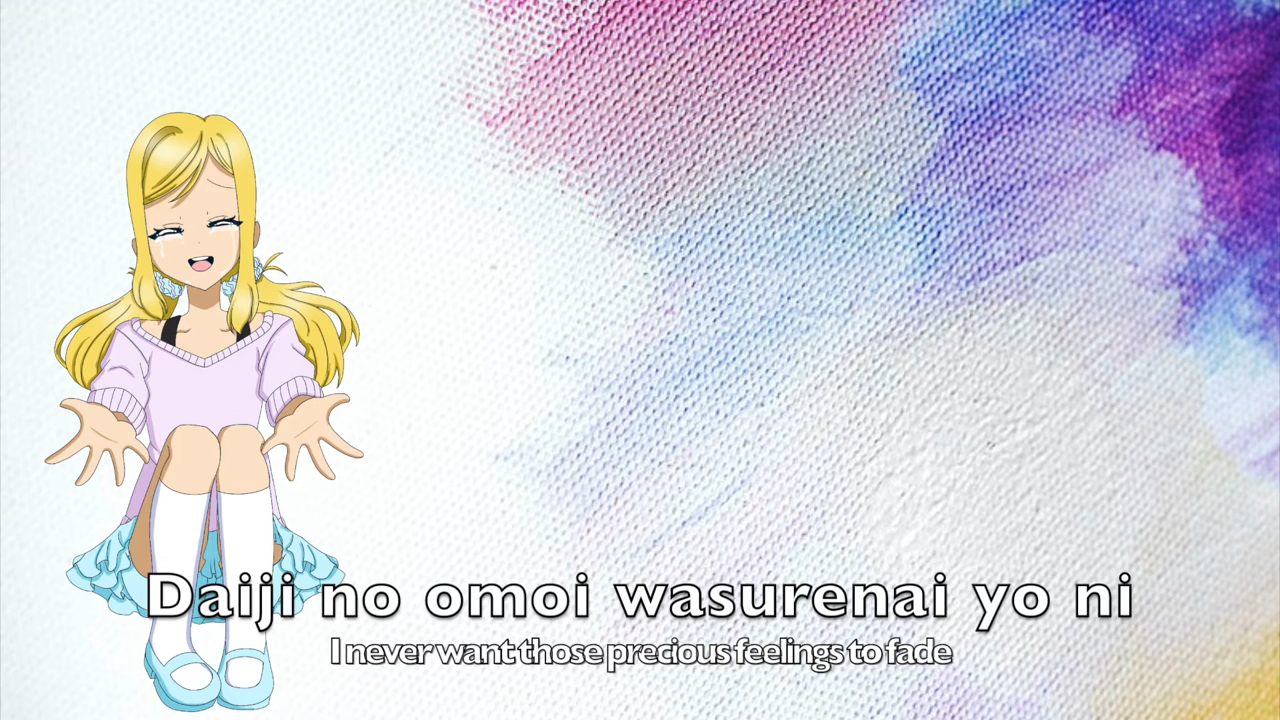 Daiji no omoi wasurenai yo ni
I never want those precious feelings to fade